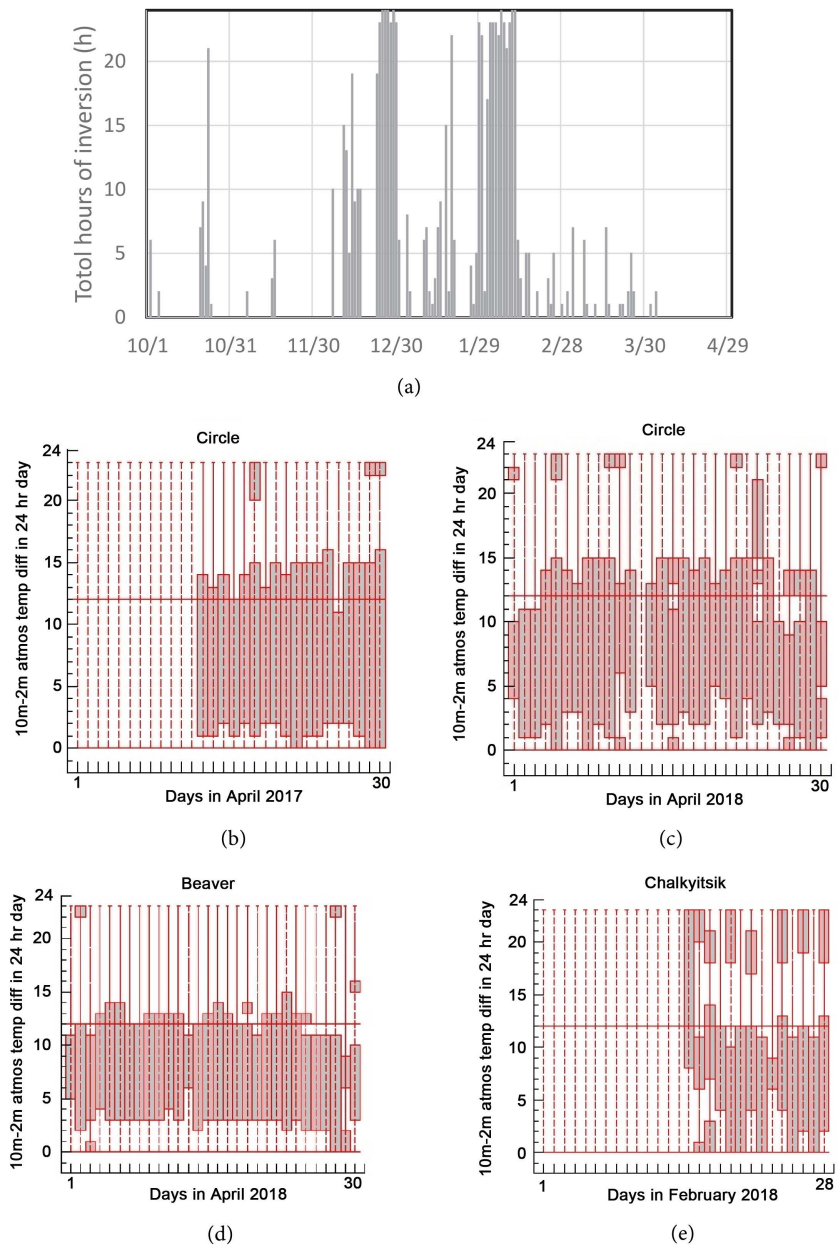 Totol hours of inversion (h)
20
15
10
5
0
10/1 10/31 11/30 12/30 1/29 2/28 3/30 4/29
(a)
Circle
10m-2m atmos temp diff in 24 hr day
24
20
15
10
5
0
1 30
Days in April 2017
(b)
Circle
10m-2m atmos temp diff in 24 hr day
24
20
15
10
5
0
1 30
Days in April 2018
(c)
Beaver
10m-2m atmos temp diff in 24 hr day
24
20
15
10
5
0
1 30
Days in April 2018
(d)
Chalkyitsik
10m-2m atmos temp diff in 24 hr day
24
20
15
10
5
0
1 28
Days in February 2018
(e)